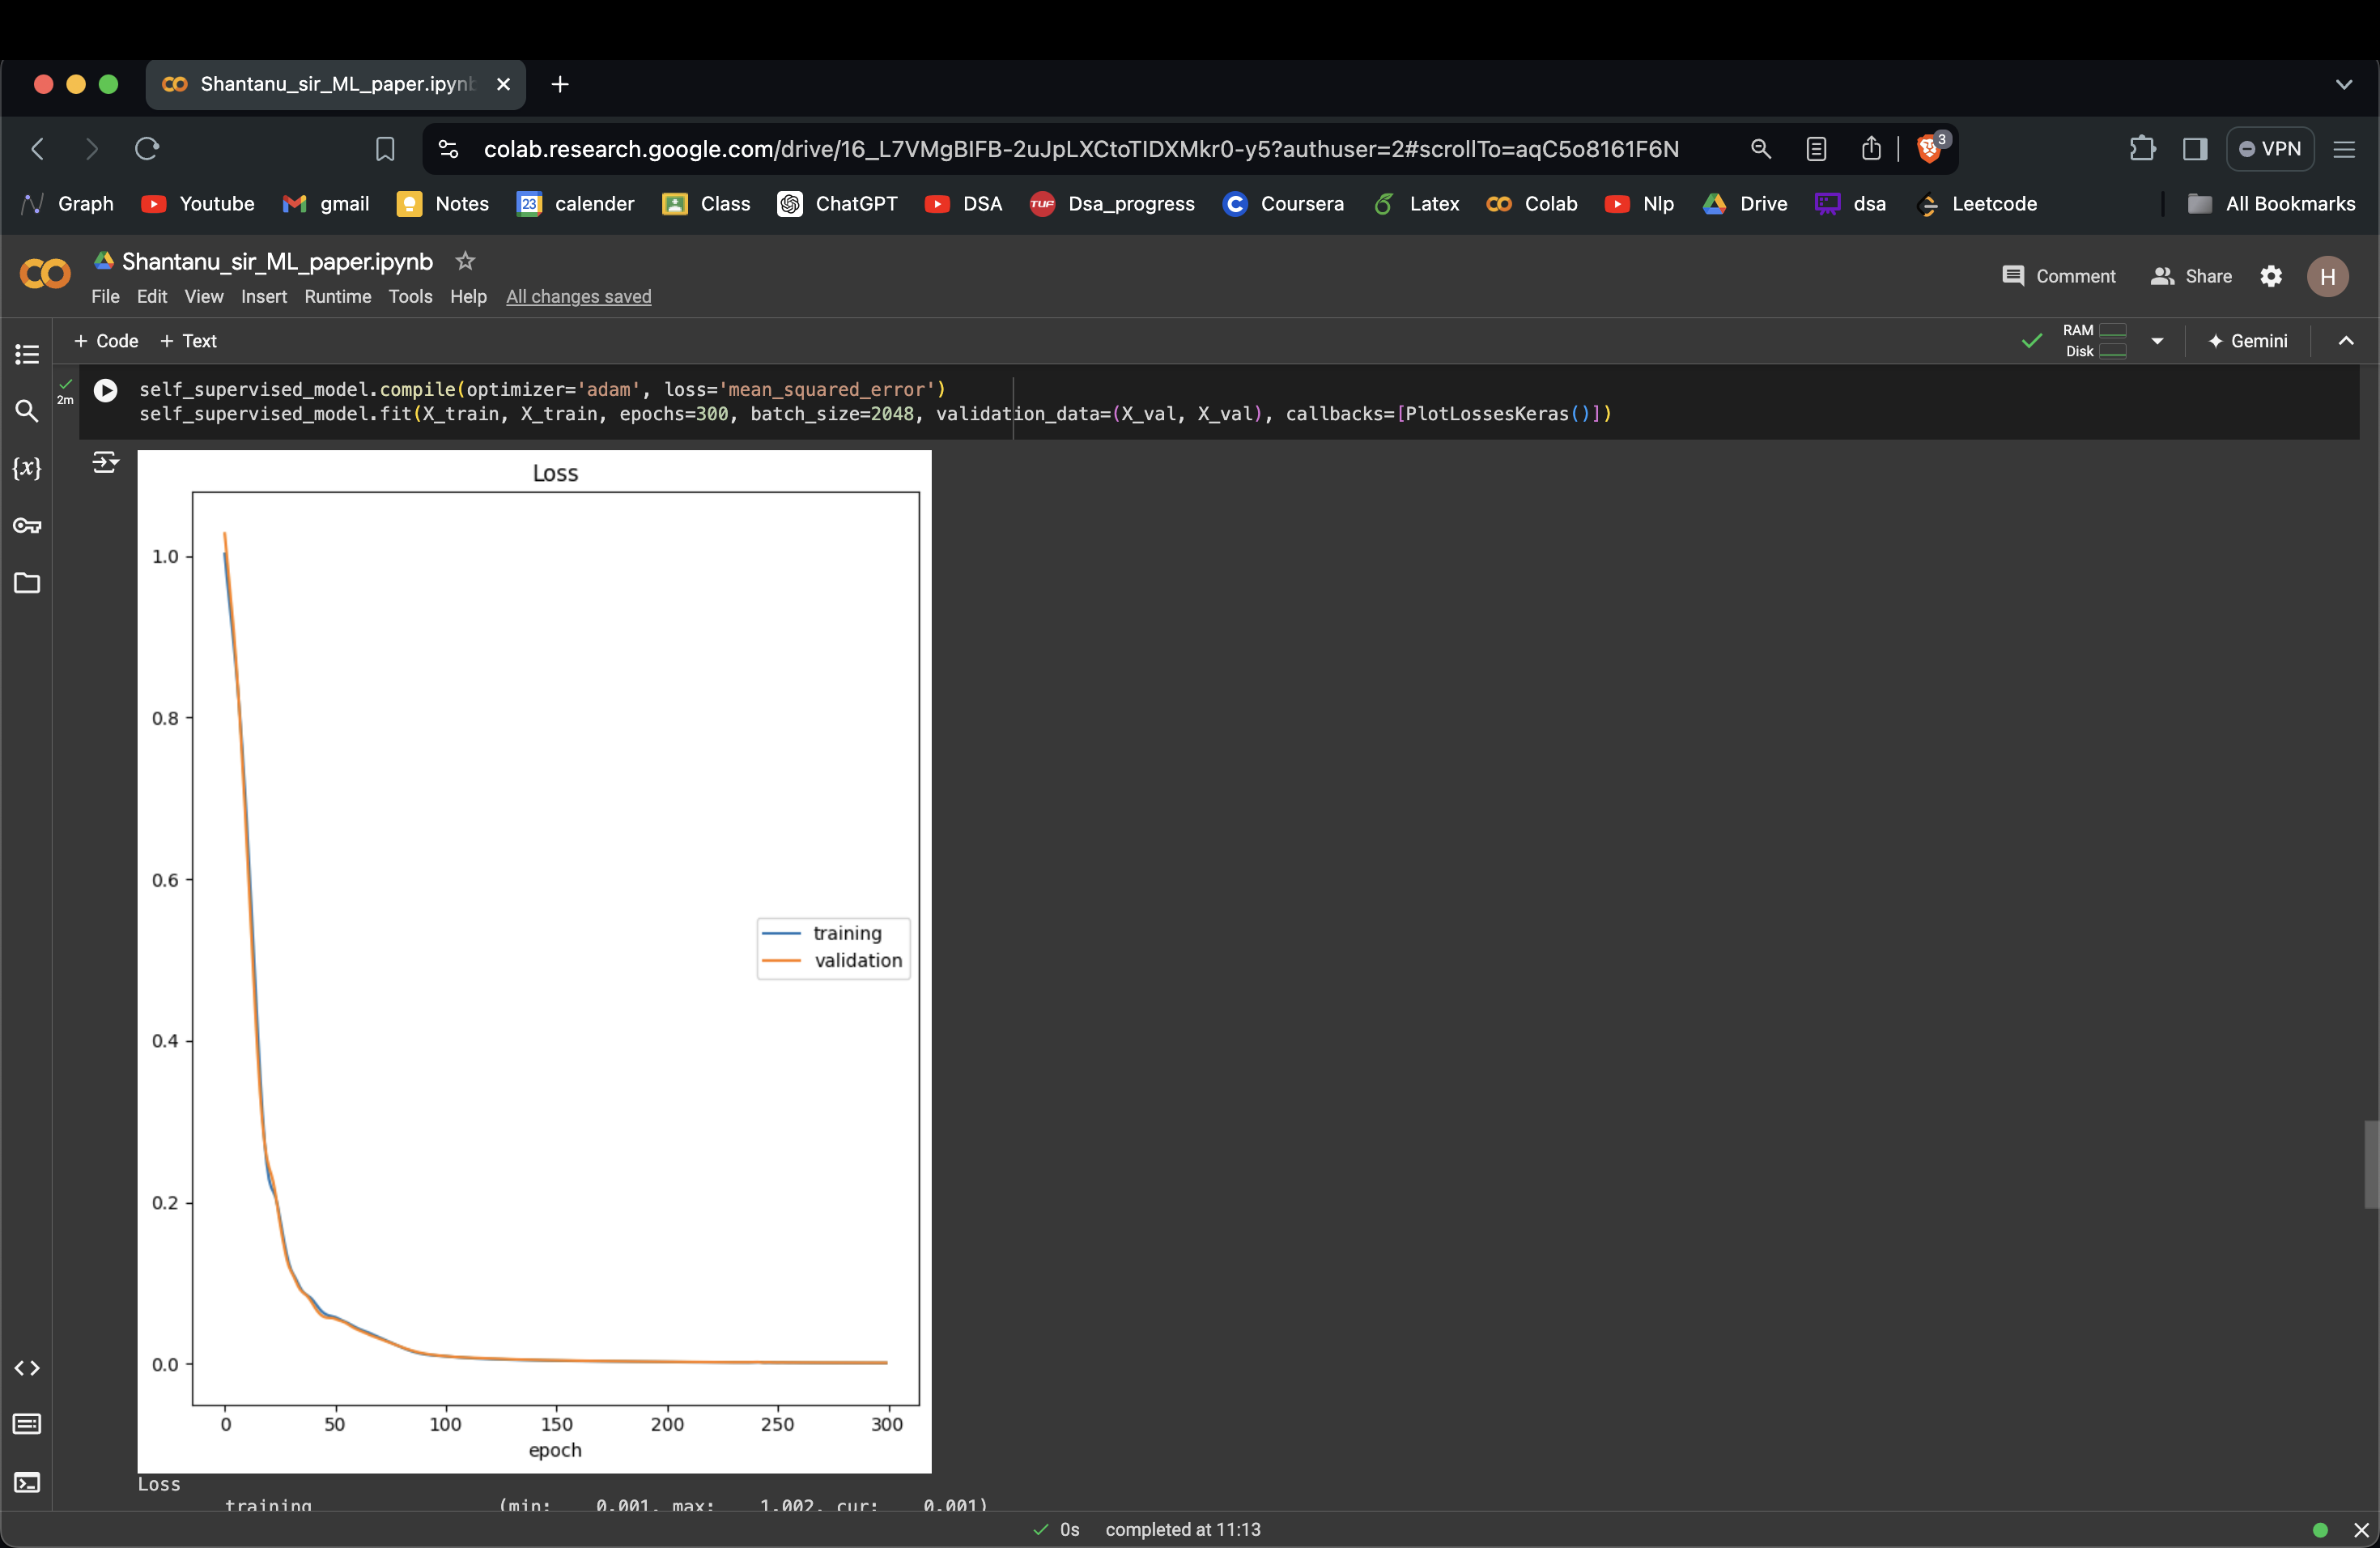 Shantanu_sir_ML_paper.ipynb
colab.research.google.com/drive/16_L7VMgBIFB-2uJpLXCtoTIDXMkr0-y5?authuser=2#scrollTo=aqC5o8161F6N
3
VPN
Graph Youtube gmail Notes 23 calender Class ChatGPT DSA TUF Dsa_progress Coursera Latex Colab Nlp Drive dsa Leetcode All Bookmarks
Shantanu_sir_ML_paper.ipynb
Comment Share H
File Edit View Insert Runtime Tools Help All changes saved
+ Code + Text
RAM
Disk
Gemini
2m
self_supervised_model.compile(optimizer='adam', loss='mean_squared_error')
self_supervised_model.fit(X_train, X_train, epochs=300, batch_size=2048, validation_data=(X_val, X_val), callbacks=[PlotLossesKeras()])
{x}
Loss
1.0
0.8
0.6
training
validation
0.4
0.2
0.0
0 50 100 150 200 250 300
epoch
Loss
training (min: 0.001, max: 1.002, cur: 0.001)
0s completed at 11:13